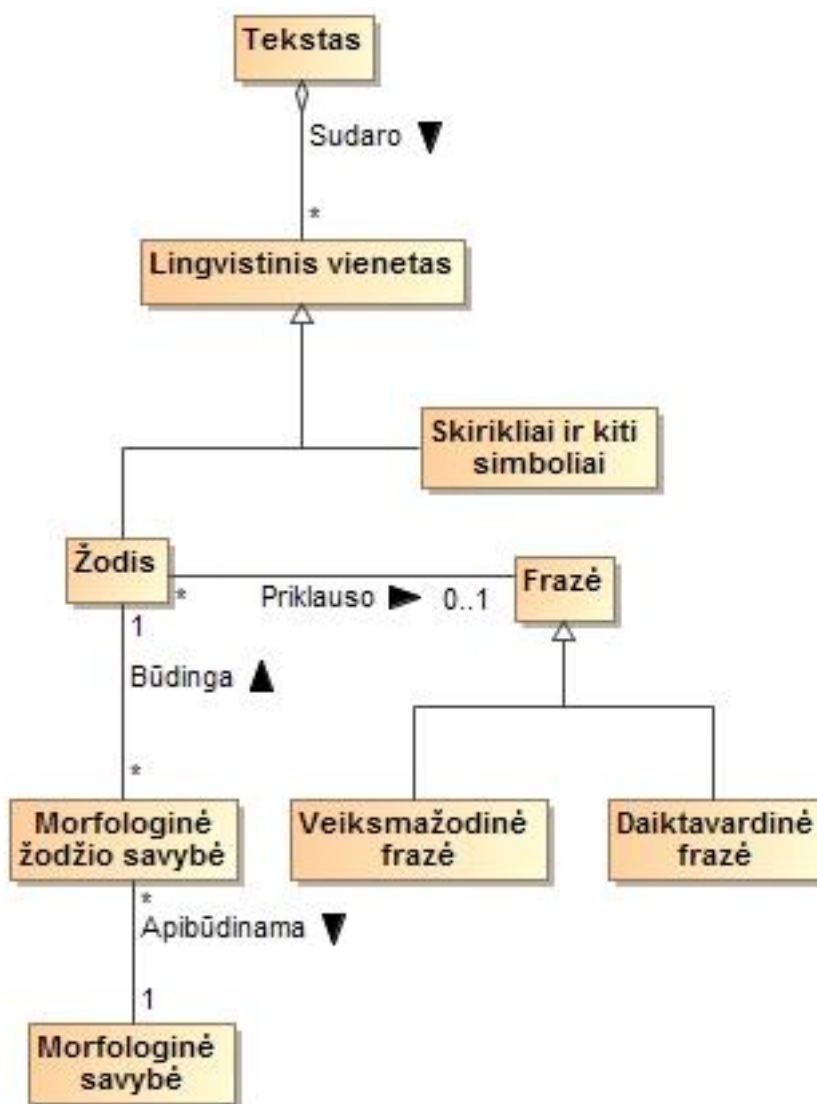 Tekstas
Sudaro
*
Lingvistinis vienetas
Skirikliai ir kiti
simboliai
Žodis
*
Priklauso
0..1
Frazė
1
Būdinga
*
Morfologinė
žodžio savybė
Veiksmažodinė
frazė
Daiktavardinė
frazė
*
Apibūdinama
1
Morfologinė
savybė